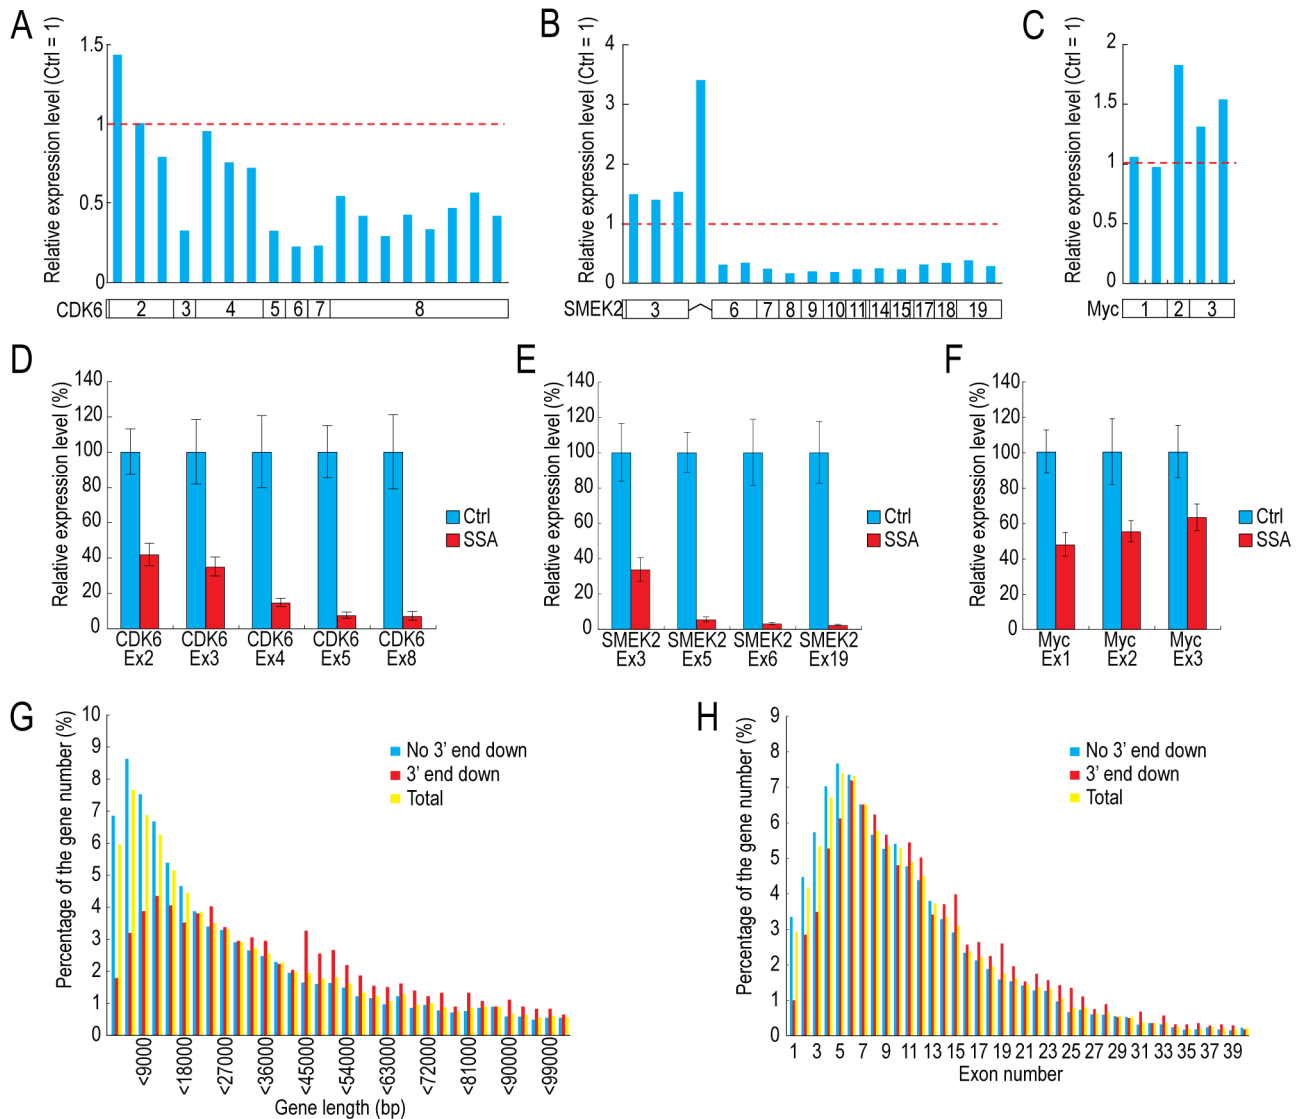 A
Relative expression level (Ctrl = 1)
1.5
1
0.5
0
CDK6
2 3 4 5 6 7 8
B
Relative expression level (Ctrl = 1)
4
3
2
1
0
SMEK2
3 6 7 8 9 10 11 14 15 17 18 19
C
Relative expression level (Ctrl = 1)
2
1.5
1
0.5
0
Myc
1 2 3
D
Relative expression level (%)
140
120
100
80
60
40
20
0
CDK6 CDK6 CDK6 CDK6 CDK6
Ex2 Ex3 Ex4 Ex5 Ex8
Ctrl
SSA
E
Relative expression level (%)
140
120
100
80
60
40
20
0
SMEK2 SMEK2 SMEK2 SMEK2
Ex3 Ex5 Ex6 Ex19
Ctrl
SSA
F
Relative expression level (%)
140
120
100
80
60
40
20
0
Myc Myc Myc
Ex1 Ex2 Ex3
Ctrl
SSA
G
Percentage of the gene number (%)
10
9
8
7
6
5
4
3
2
1
0
No 3’ end down
3’ end down
Total
<90000 <18000 <27000 <36000 <45000 <54000 <63000 <72000 <81000 <90000 <99000
Gene length (bp)
H
Percentage of the gene number (%)
9
8
7
6
5
4
3
2
1
0
No 3’ end down
3’ end down
Total
1 3 5 7 9 11 13 15 17 19 21 23 25 27 29 31 33 35 37 39
Exon number